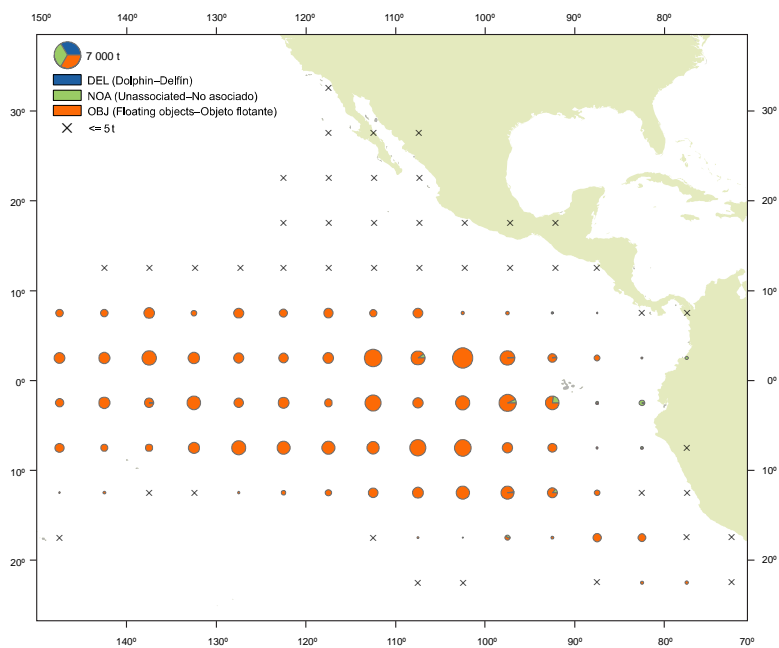 150º 140º 130º 120º 110º 100º 90º 80º
7 000 t
DEL (Dolphin–Delfín)
NOA (Unassociated–No asociado)
OBJ (Floating objects–Objeto flotante)
<= 5 t
30º 30º
20º 20º
10º 10º
0º 0º
10º 10º
20º 20º
140º 130º 120º 110º 100º 90º 80º 70º